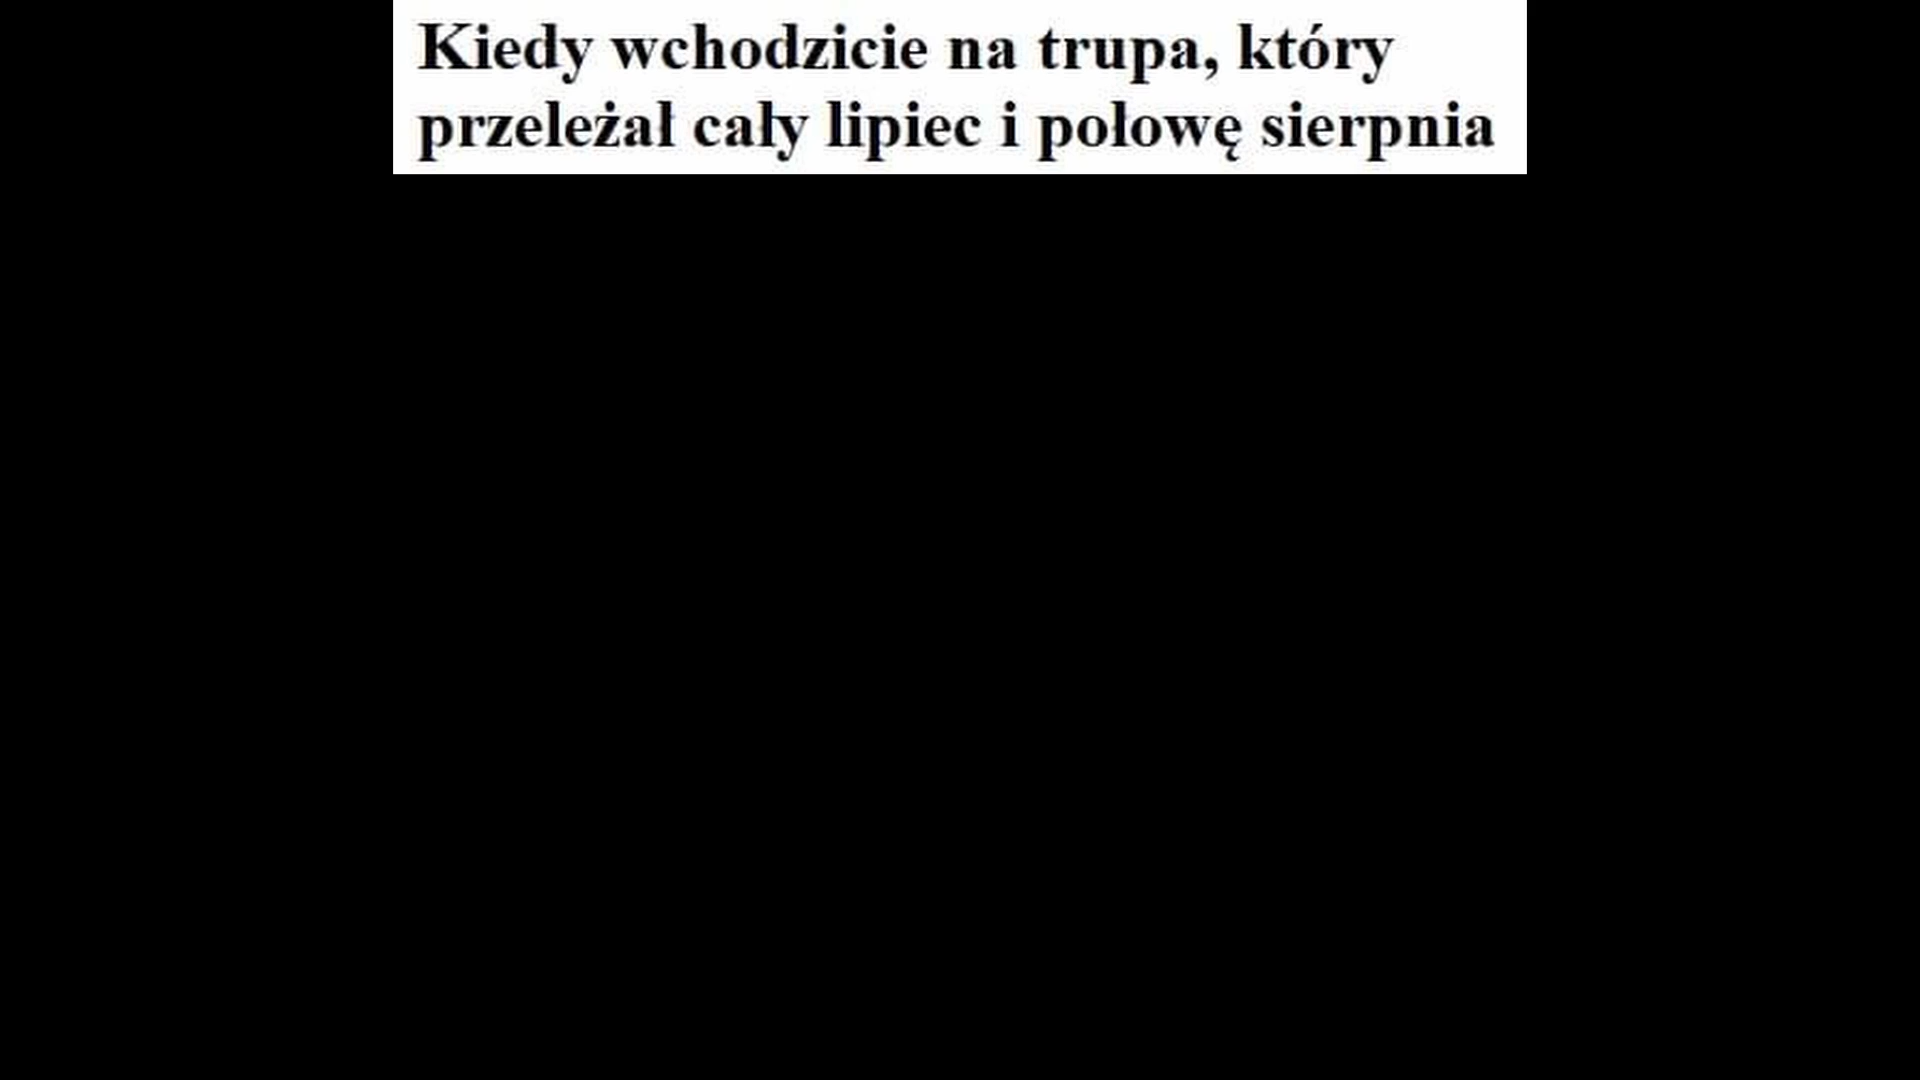 Kiedy wchodzicie na trupa, który
przeleżał cały lipiec i połowę sierpnia